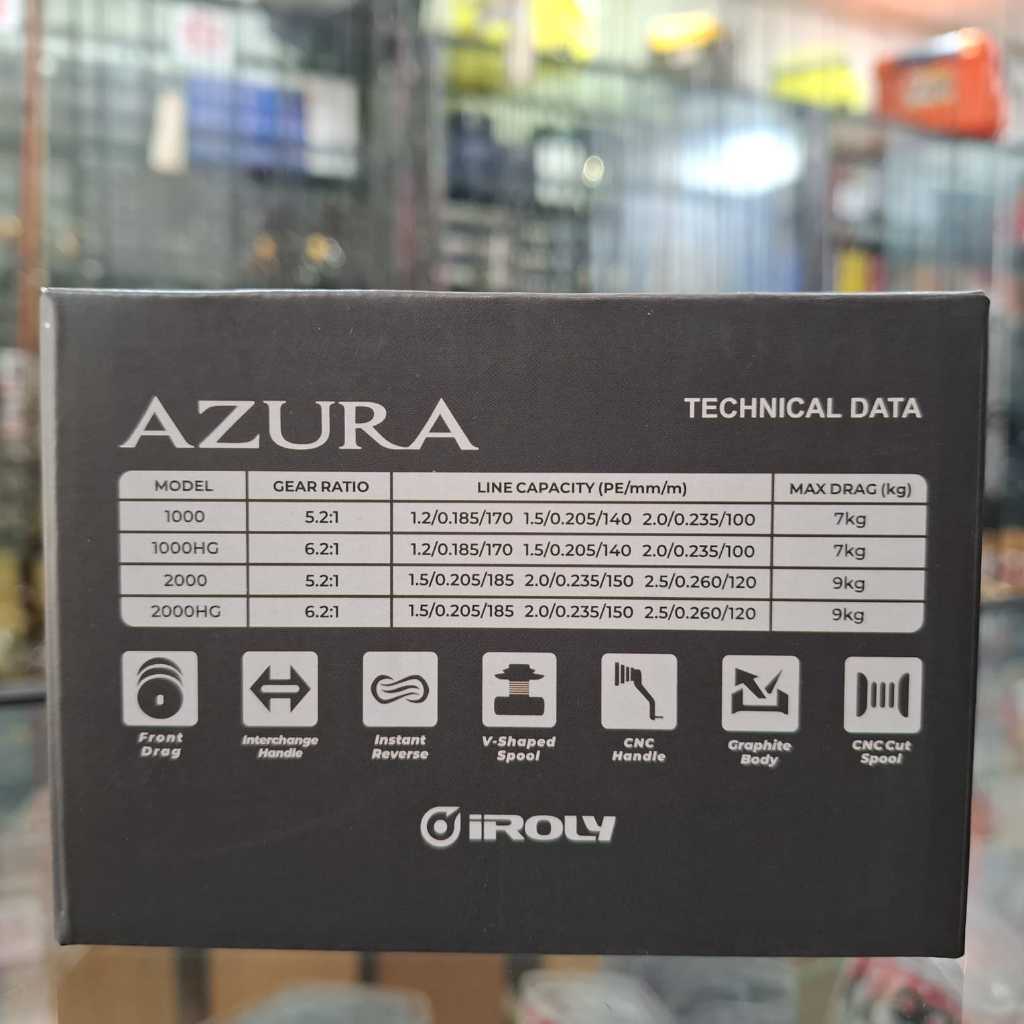 AZURA
TECHNICAL DATA
MODEL GEAR RATIO LINE CAPACITY (PE/mm/m) MAX DRAG (kg)
1000 5.2:1 1.2/0.185/170 1.5/0.205/140 2.0/0.235/100 7kg
1000HG 6.2:1 1.2/0.185/170 1.5/0.205/140 2.0/0.235/100 7kg
2000 5.2:1 1.5/0.205/185 2.0/0.235/150 2.5/0.260/120 9kg
2000HG 6.2:1 1.5/0.205/185 2.0/0.235/150 2.5/0.260/120 9kg
Front
Drag
Interchange
Handle
Instant
Reverse
V-Shaped
Spool
CNC
Handle
Graphite
Body
CNC Cut
Spool
iROLY